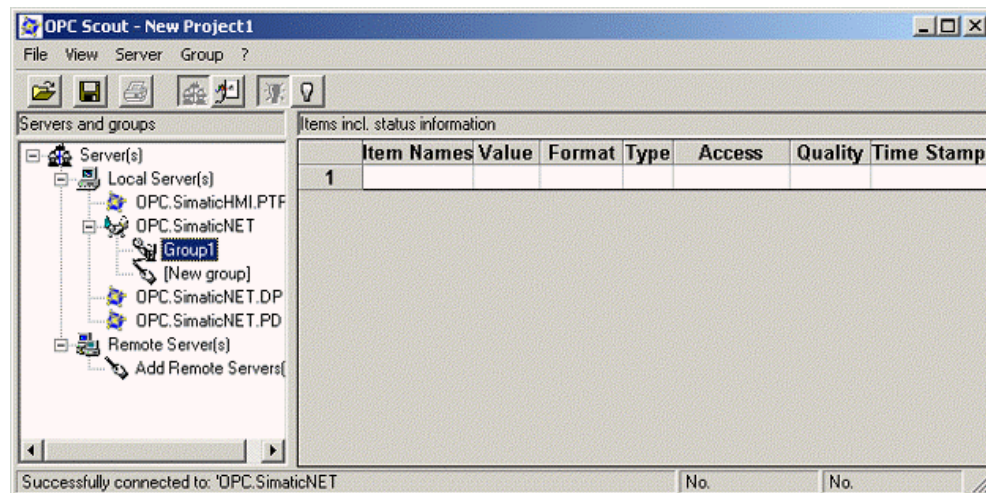 OPC Scout - New Project1
File View Server Group ?
Servers and groups
Items incl. status information
Server(s)
Local Server(s)
OPC.SimaticHMI.PTP
OPC.SimaticNET
Group1
[New group]
OPC.SimaticNET.DP
OPC.SimaticNET.PD
Remote Server(s)
Add Remote Servers(
Item Names Value Format Type Access Quality Time Stamp
1
Successfully connected to: 'OPC.SimaticNET
No.
No.